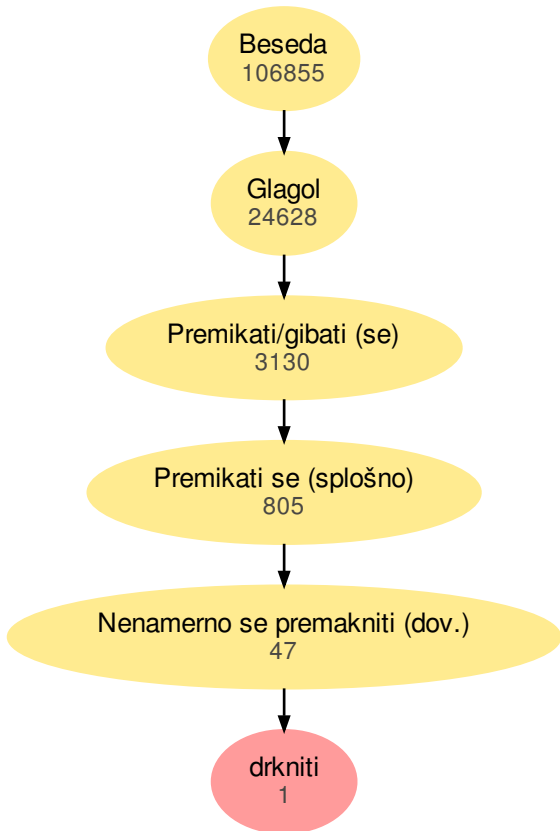 Beseda
106855
Glagol
24628
Premikati/gibati (se)
3130
Premikati se (splošno)
805
Nenamerno se premakniti (dov.)
47
drkniti
1